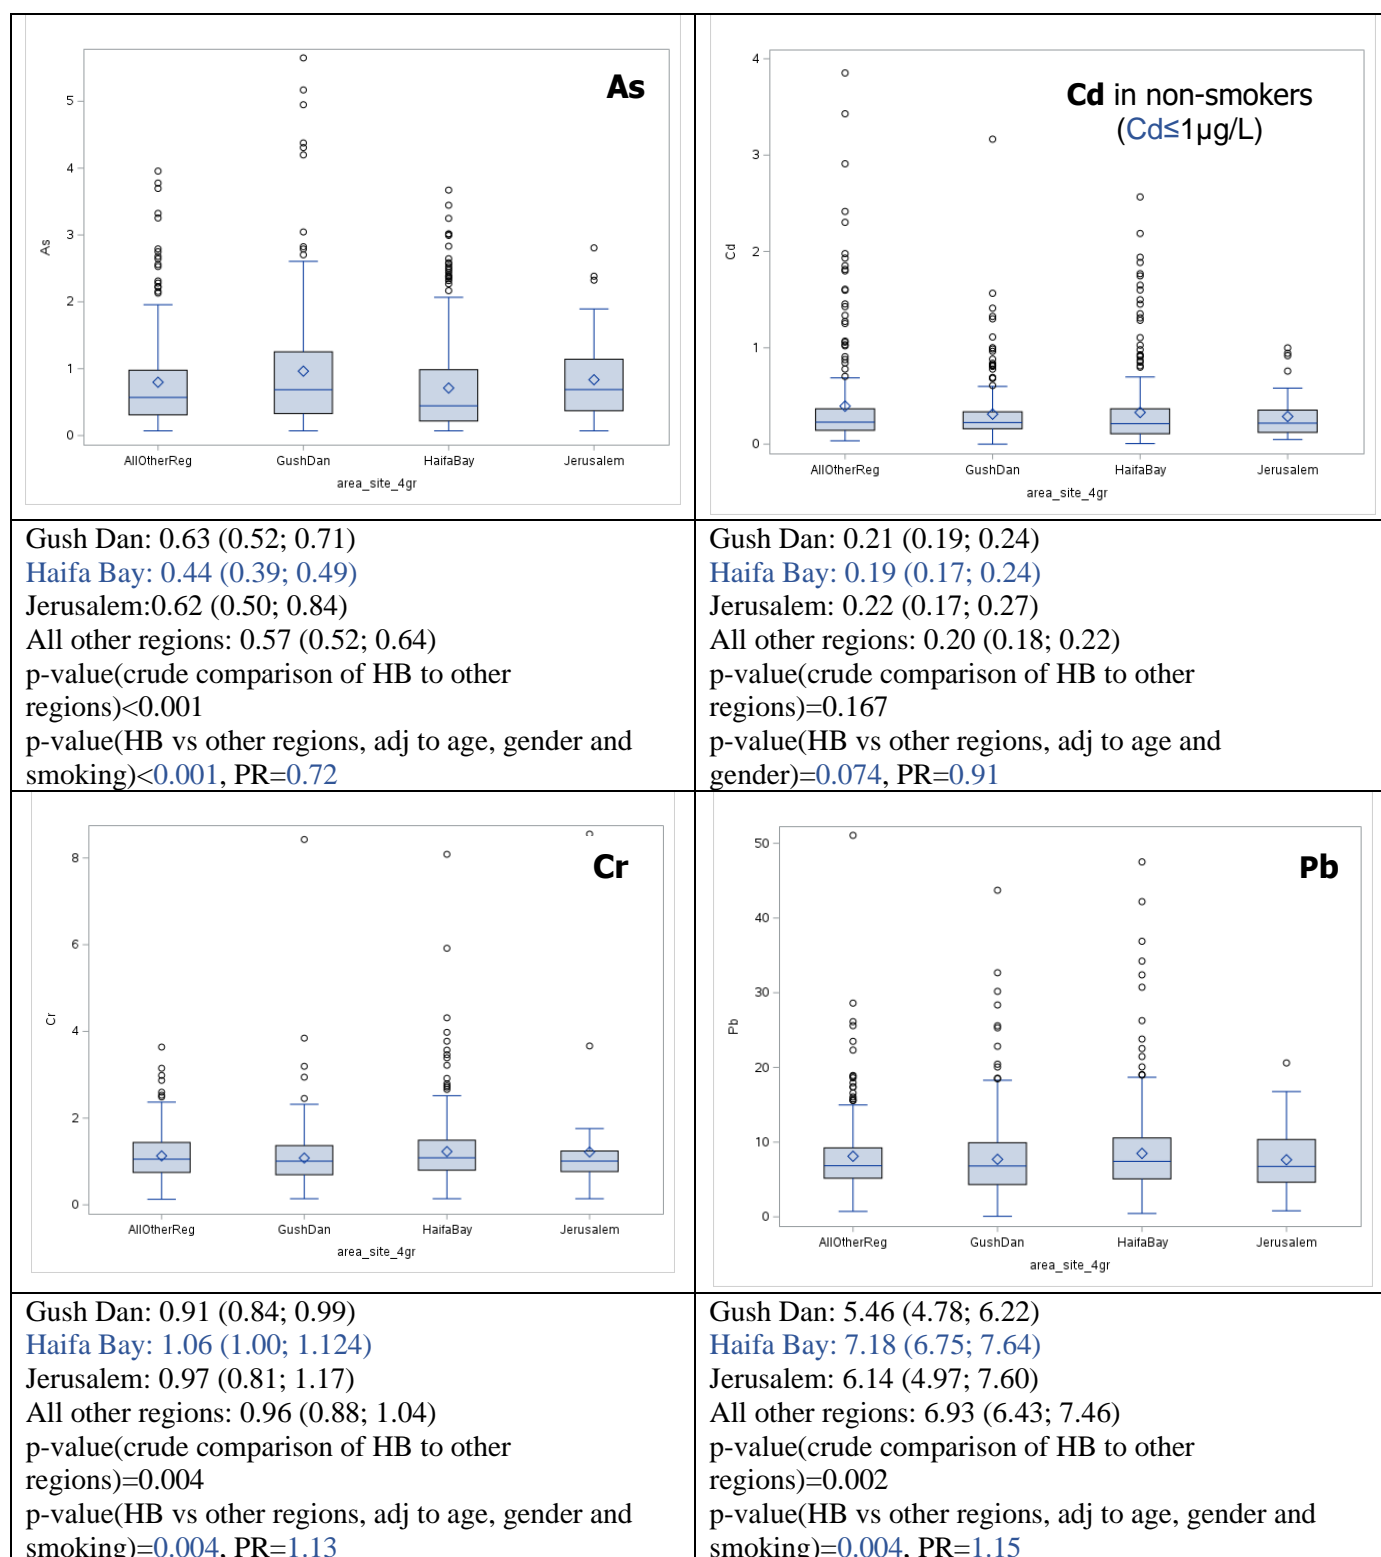 As
5
4
3
2
1
0
As
AllOtherReg GushDan HaifaBay Jerusalem
area_site_4gr
Cd in non-smokers
(Cd≤1µg/L)
4
3
2
1
0
Cd
AllOtherReg GushDan HaifaBay Jerusalem
area_site_4gr
Gush Dan: 0.63 (0.52; 0.71)
Haifa Bay: 0.44 (0.39; 0.49)
Jerusalem:0.62 (0.50; 0.84)
All other regions: 0.57 (0.52; 0.64)
p-value(crude comparison of HB to other
regions)<0.001
p-value(HB vs other regions, adj to age, gender and
smoking)<0.001, PR=0.72
Gush Dan: 0.21 (0.19; 0.24)
Haifa Bay: 0.19 (0.17; 0.24)
Jerusalem: 0.22 (0.17; 0.27)
All other regions: 0.20 (0.18; 0.22)
p-value(crude comparison of HB to other
regions)=0.167
p-value(HB vs other regions, adj to age and
gender)=0.074, PR=0.91
Cr
8
6
4
2
0
Cr
AllOtherReg GushDan HaifaBay Jerusalem
area_site_4gr
Pb
50
40
30
20
10
0
Pb
AllOtherReg GushDan HaifaBay Jerusalem
area_site_4gr
Gush Dan: 0.91 (0.84; 0.99)
Haifa Bay: 1.06 (1.00; 1.124)
Jerusalem: 0.97 (0.81; 1.17)
All other regions: 0.96 (0.88; 1.04)
p-value(crude comparison of HB to other
regions)=0.004
p-value(HB vs other regions, adj to age, gender and
smoking)=0.004, PR=1.13
Gush Dan: 5.46 (4.78; 6.22)
Haifa Bay: 7.18 (6.75; 7.64)
Jerusalem: 6.14 (4.97; 7.60)
All other regions: 6.93 (6.43; 7.46)
p-value(crude comparison of HB to other
regions)=0.002
p-value(HB vs other regions, adj to age, gender and
smoking)=0.004, PR=1.15